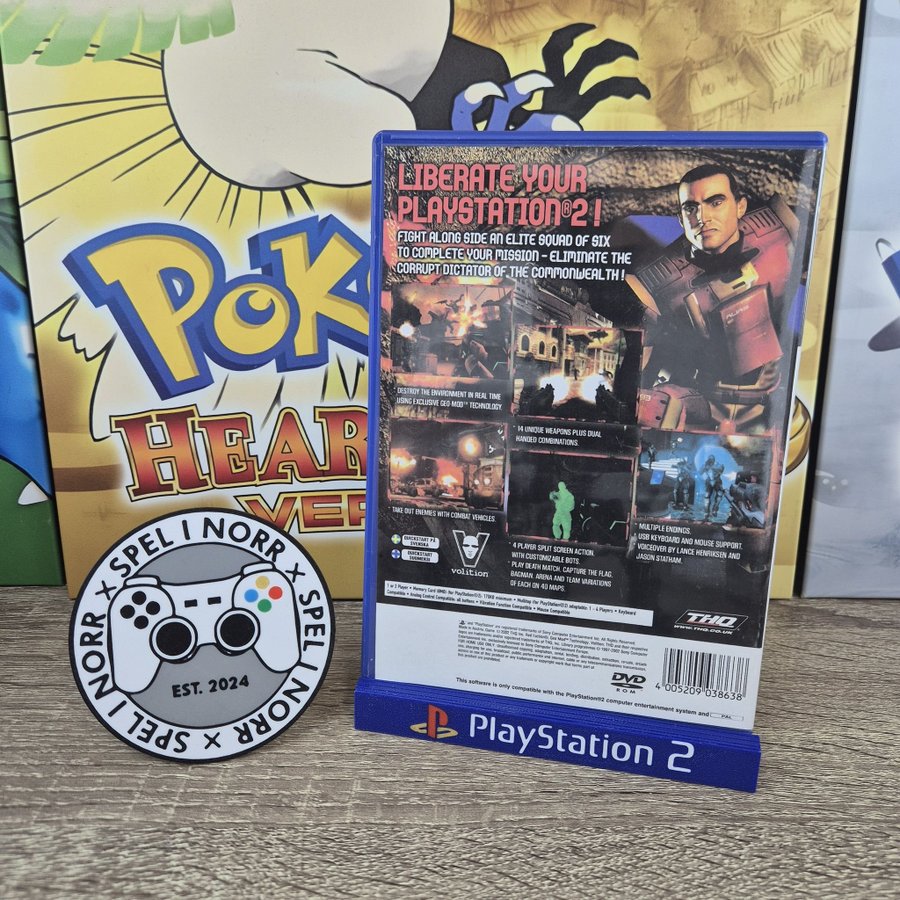 POK
HEAR
VER
LIBERATE YOUR
PLAYSTATION®2!
FIGHT ALONG SIDE AN ELITE SQUAD OF SIX
TO COMPLETE YOUR MISSION - ELIMINATE THE
CORRUPT DICTATOR OF THE COMMONWEALTH!
DESTROY THE ENVIRONMENT IN REAL TIME
USING EXCLUSIVE GEO-MOD™ TECHNOLOGY.
14 UNIQUE WEAPONS PLUS DUAL
HANDED COMBINATIONS.
TAKE OUT ENEMIES WITH COMBAT VEHICLES.
MULTIPLE ENDINGS.
USB KEYBOARD AND MOUSE SUPPORT.
VOICEOVER BY LANCE HENRIKSEN AND
JASON STATHAM.
4 PLAYER SPLIT SCREEN ACTION
WITH CUSTOMIZABLE BOTS.
PLAY DEATH MATCH, CAPTURE THE FLAG,
BAGMAN, ARENA AND TEAM VARIATIONS
OF EACH ON 40 MAPS.
QUICKSTART PÅ
SVENSKA
QUICKSTART
SUOMEKSI
volition
THQ
WWW.THQ.CO.UK
DVD
ROM
4 005209 038638
This software is only compatible with the PlayStation®2 computer entertainment system and
PAL
PlayStation 2
SPEL I NORR × SPEL I NORR × SPEL I NORR ×
EST. 2024